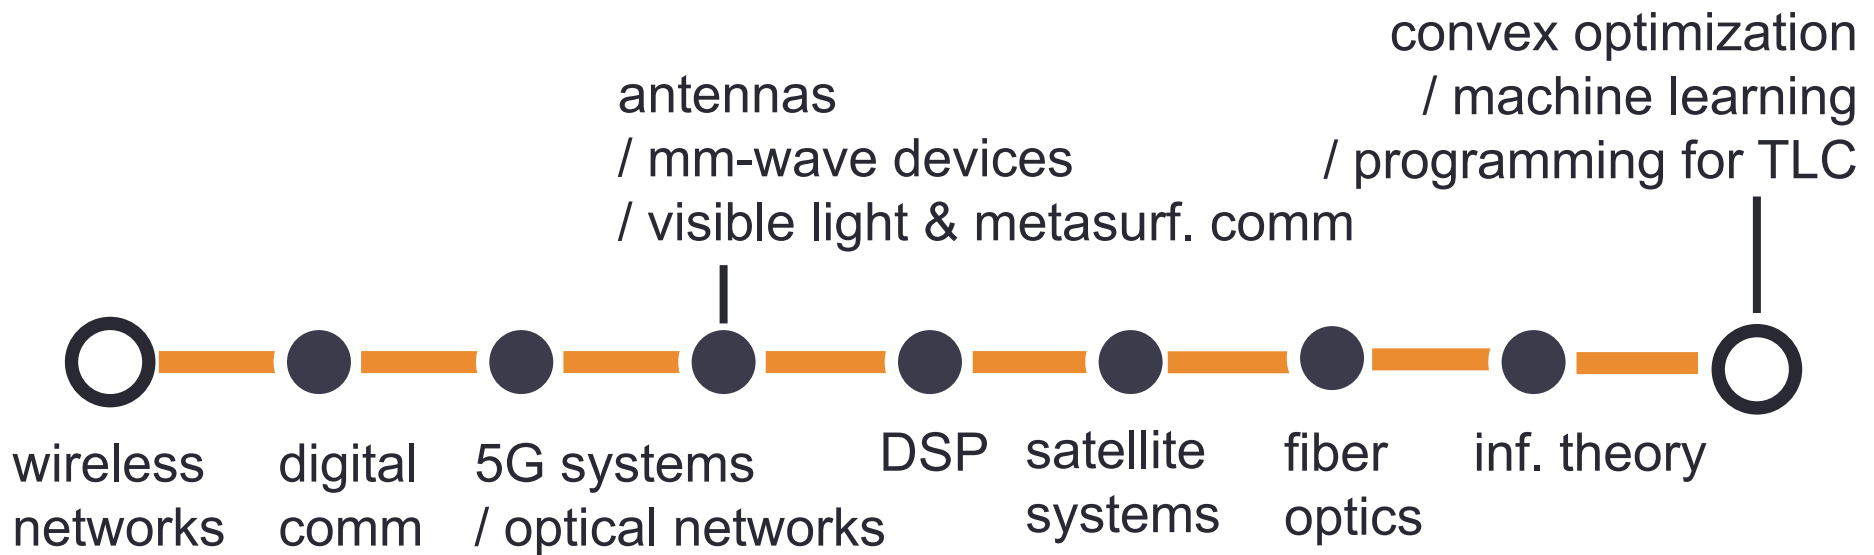 convex optimization
/ machine learning
/ programming for TLC
antennas
/ mm-wave devices
/ visible light & metasurf. comm
wireless
networks
digital
comm
5G systems
/ optical networks
DSP
satellite
systems
fiber
optics
inf. theory